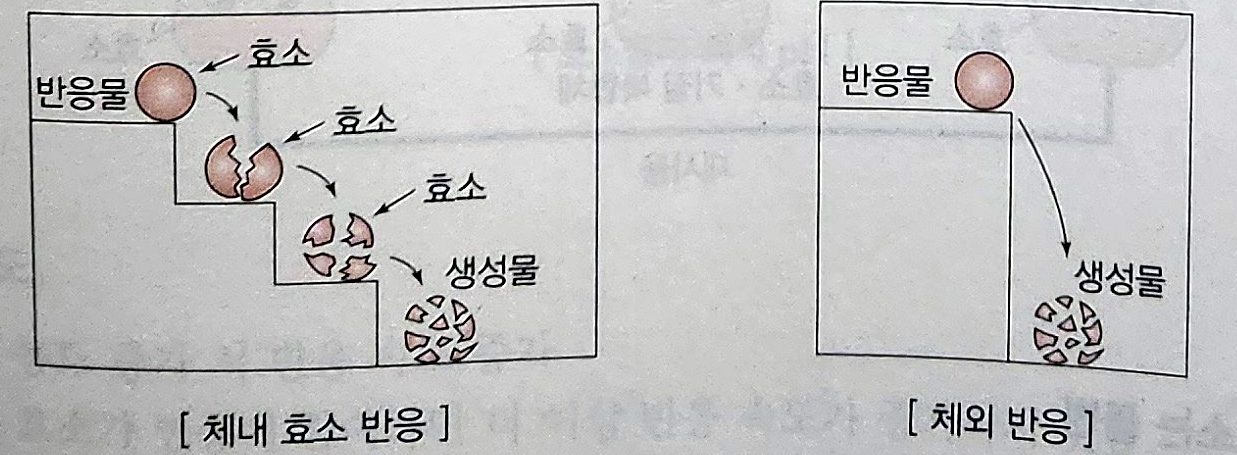 효소
반응물
효소
효소
생성물
[ 체내 효소 반응 ]
반응물
생성물
[ 체외 반응 ]